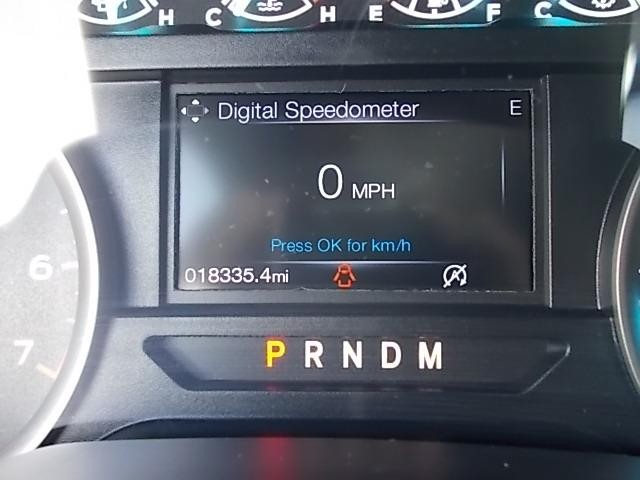 H C H E F C
Digital Speedometer E
0 MPH
Press OK for km/h
018335.4mi
6
7
P R N D M